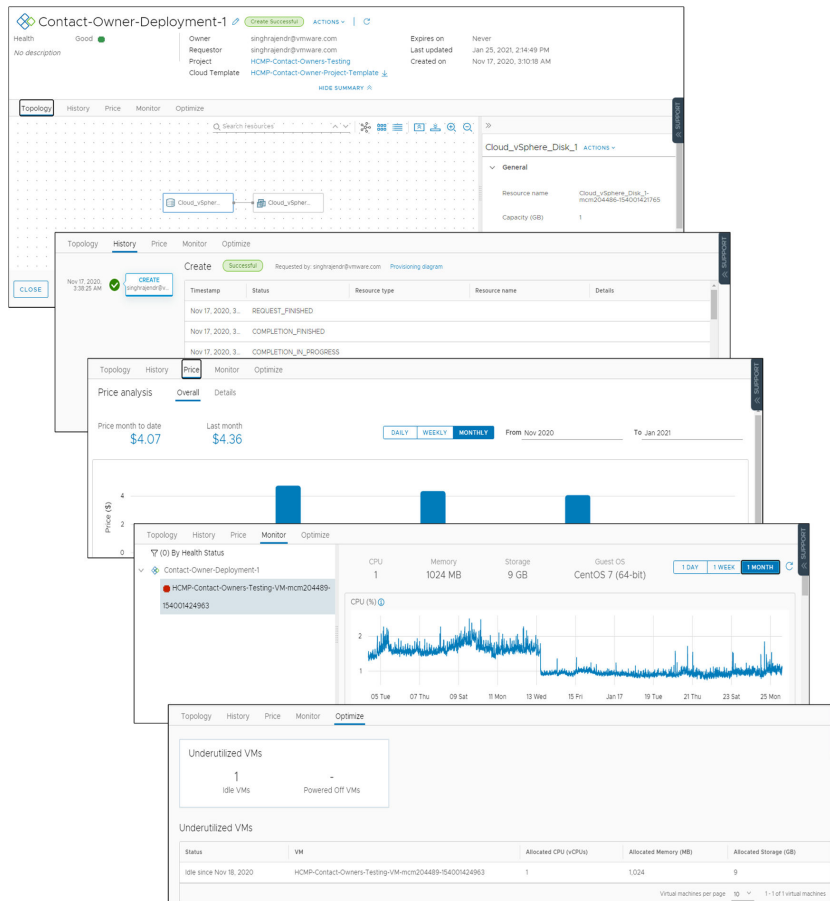 Contact-Owner-Deployment-1 Create Successful ACTIONS
Health Good
No description
Owner singhrajendr@vmware.com
Requestor singhrajendr@vmware.com
Project HCMP-Contact-Owners-Testing
Cloud Template HCMP-Contact-Owner-Project-Template
Expires on Never
Last updated Jan 25, 2021, 2:14:49 PM
Created on Nov 17, 2020, 3:10:18 AM
HIDE SUMMARY
Topology History Price Monitor Optimize
Search resources
SUPPORT
Cloud_vSpher... Cloud_vSpher...
Cloud_vSphere_Disk_1 ACTIONS
General
Resource name Cloud_vSphere_Disk_1-
mcm204486-154001421765
Capacity (GB) 1
CLOSE
Topology History Price Monitor Optimize
SUPPORT
Nov 17, 2020,
3:38:25 AM
CREATE
singhrajendr@v...
Create Successful Requested by: singhrajendr@vmware.com Provisioning diagram
Timestamp Status Resource type Resource name Details
Nov 17, 2020, 3... REQUEST_FINISHED
Nov 17, 2020, 3... COMPLETION_FINISHED
Nov 17, 2020, 3... COMPLETION_IN_PROGRESS
Topology History Price Monitor Optimize
SUPPORT
Price analysis Overall Details
Price month to date Last month
$4.07 $4.36
DAILY WEEKLY MONTHLY From Nov 2020 To Jan 2021
Price ($)
4
2
0
Topology History Price Monitor Optimize
SUPPORT
(0) By Health Status
Contact-Owner-Deployment-1
HCMP-Contact-Owners-Testing-VM-mcm204489-
154001424963
CPU Memory Storage Guest OS
1 1024 MB 9 GB CentOS 7 (64-bit)
1 DAY 1 WEEK 1 MONTH
CPU (%)
2
1
05 Tue 07 Thu 09 Sat 11 Mon 13 Wed 15 Fri Jan 17 19 Tue 21 Thu 23 Sat 25 Mon
Topology History Price Monitor Optimize
Underutilized VMs
1 -
Idle VMs Powered Off VMs
Underutilized VMs
Status VM Allocated CPU (vCPUs) Allocated Memory (MB) Allocated Storage (GB)
Idle since Nov 18, 2020 HCMP-Contact-Owners-Testing-VM-mcm204489-154001424963 1 1,024 9
Virtual machines per page 10 1-1 of 1 virtual machines